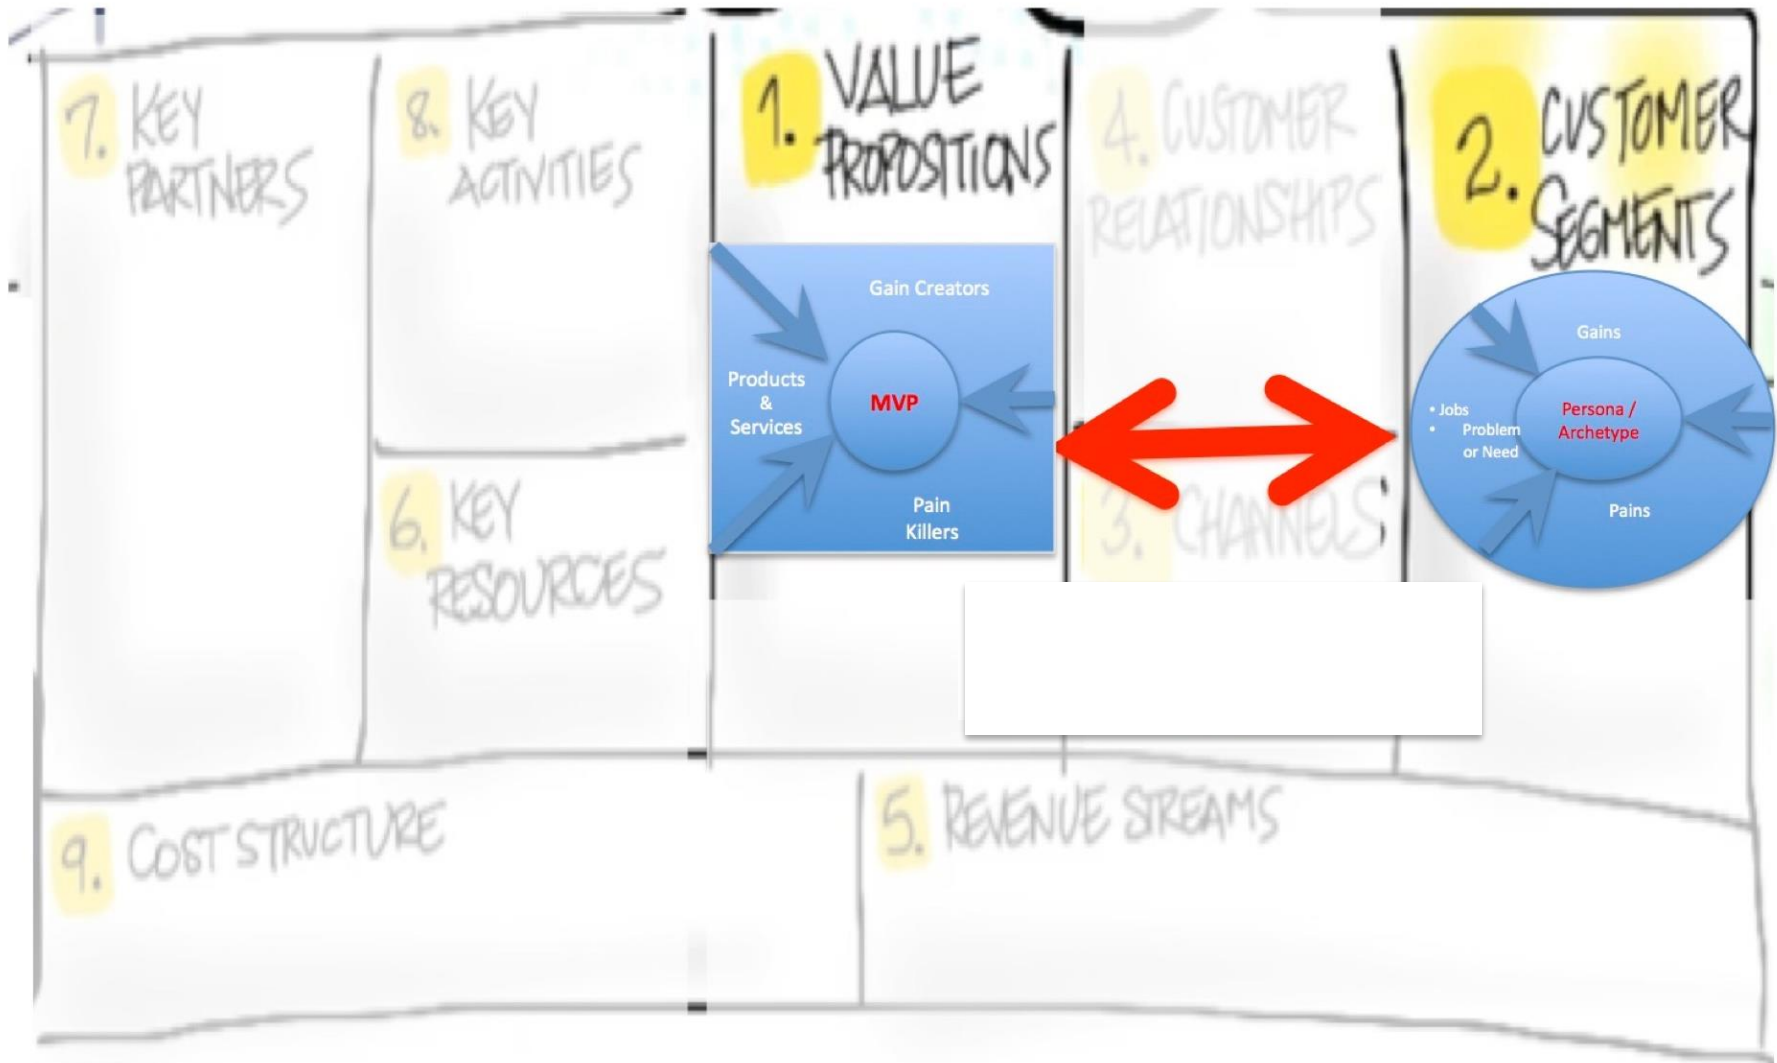 7. KEY
PARTNERS
8. KEY
ACTIVITIES
6. KEY
RESOURCES
1. VALUE
PROPOSITIONS
Gain Creators
Products
&
Services
MVP
Pain
Killers
4. CUSTOMER
RELATIONSHIPS
3. CHANNELS
2. CUSTOMER
SEGMENTS
Gains
• Jobs
• Problem
or Need
Persona /
Archetype
Pains
9. COST STRUCTURE
5. REVENUE STREAMS